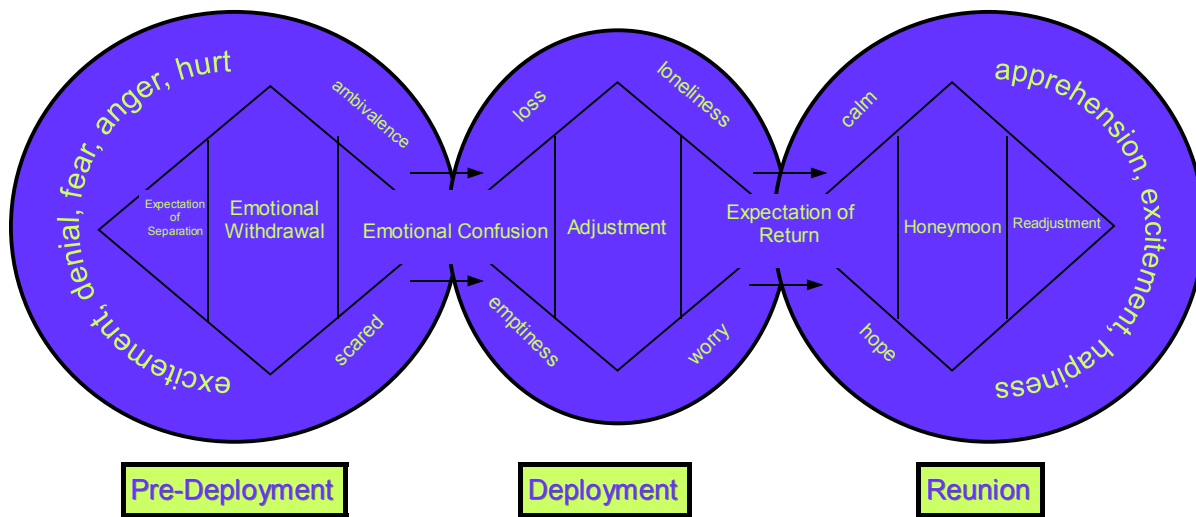 excitement, denial, fear, anger, hurt
ambivalence
scared
Expectation
of
Separation
Emotional
Withdrawal
Emotional Confusion
loss
loneliness
emptiness
worry
Adjustment
Expectation of
Return
calm
hope
Honeymoon
Readjustment
apprehension, excitement, happiness
Pre-Deployment
Deployment
Reunion